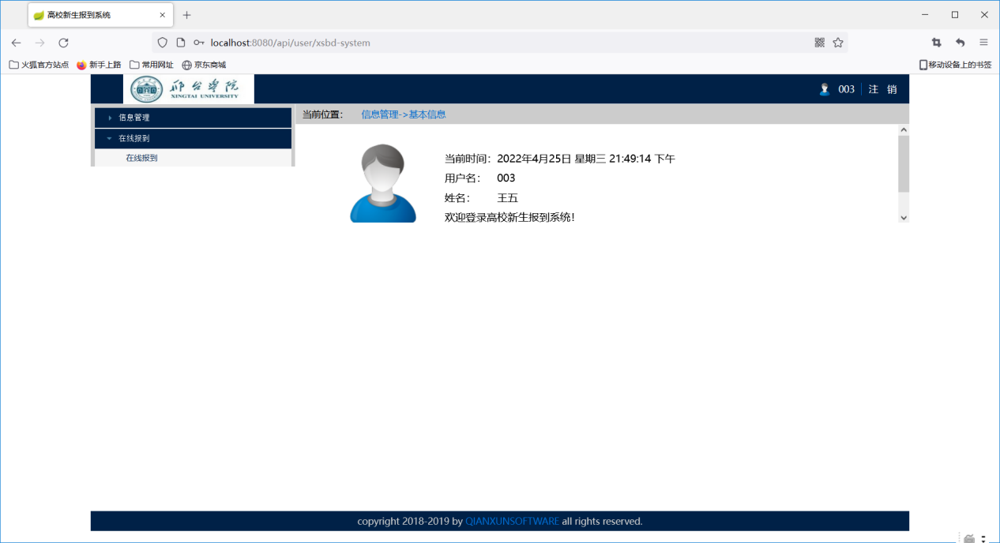 高校新生报到系统
localhost:8080/api/user/xsbd-system
火狐官方站点 新手上路 常用网址 京东商城 移动设备上的书签
邢台学院
XINGTAI UNIVERSITY
003 注 销
信息管理
在线报到
在线报到
当前位置： 信息管理->基本信息
当前时间：2022年4月25日 星期三 21:49:14 下午
用户名： 003
姓名： 王五
欢迎登录高校新生报到系统！
copyright 2018-2019 by QIANXUNSOFTWARE all rights reserved.